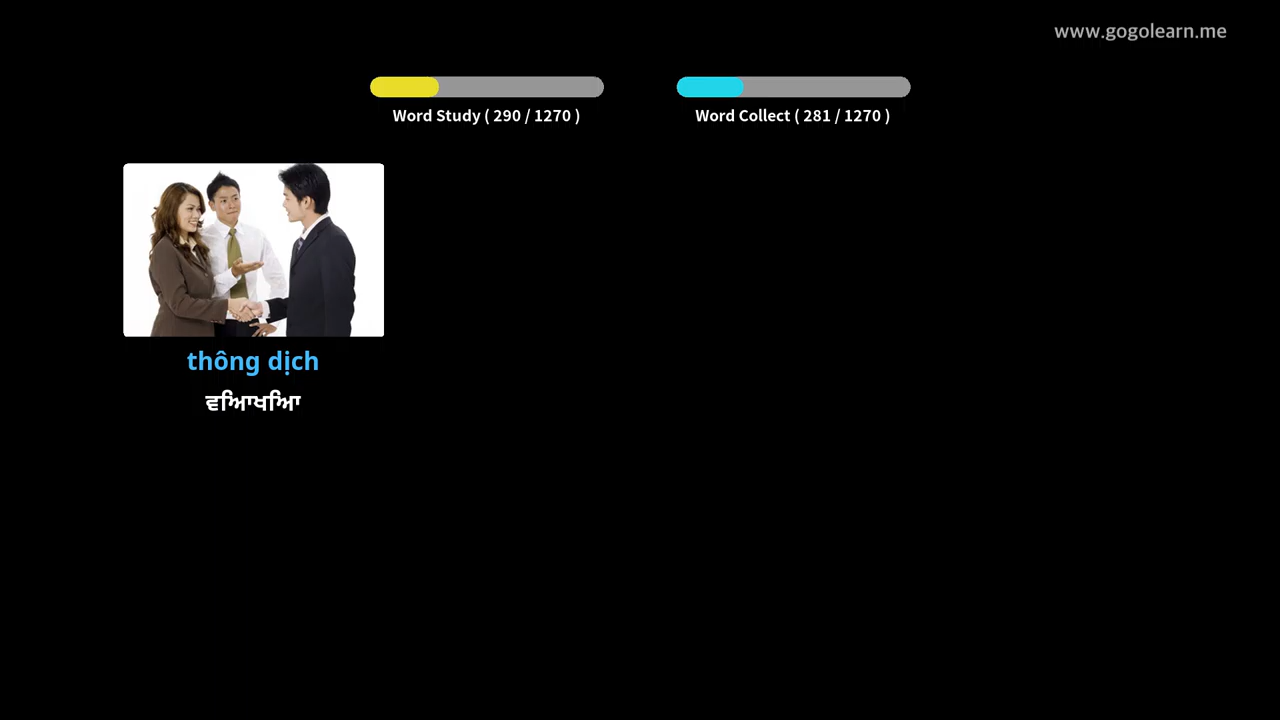 www.gogolearn.me
Word Study ( 290 / 1270 )
Word Collect ( 281 / 1270 )
thông dịch
ਵਿਆਖਿਆ